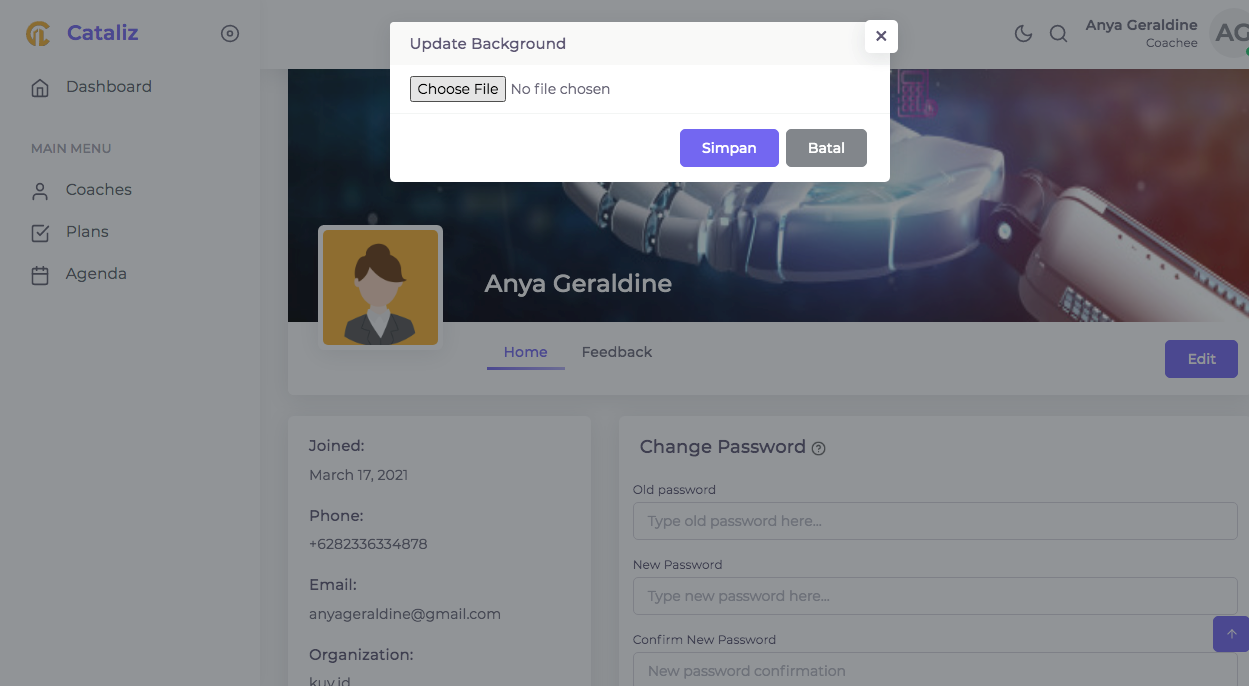 Cataliz
Anya Geraldine
Coachee
AG
Update Background
Choose File No file chosen
Simpan
Batal
Dashboard
MAIN MENU
Coaches
Plans
Agenda
Anya Geraldine
Home
Feedback
Edit
Joined:
March 17, 2021
Phone:
+6282336334878
Email:
anyageraldine@gmail.com
Organization:
kuy.id
Change Password
Old password
Type old password here...
New Password
Type new password here...
Confirm New Password
New password confirmation